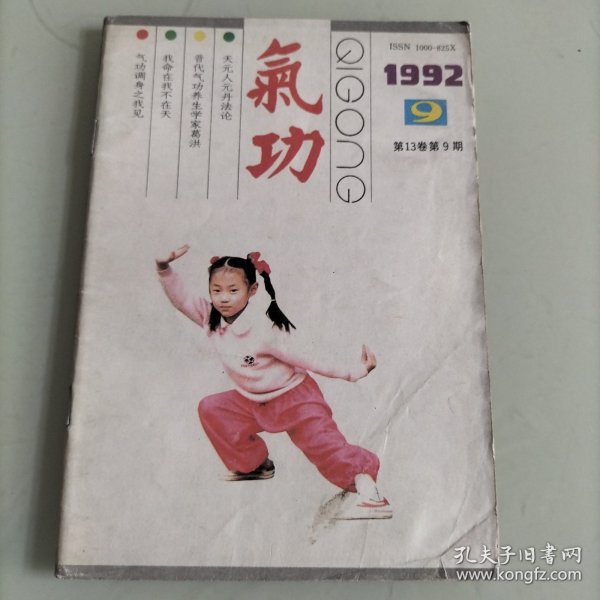 氣功
QIGONG
ISSN 1000-825X
1992
9
第13卷第9期
天元人元丹法论
晋代气功养生学家葛洪
我命在我不在天
气功调身之我见
孔夫子旧书网
www.kongfz.com